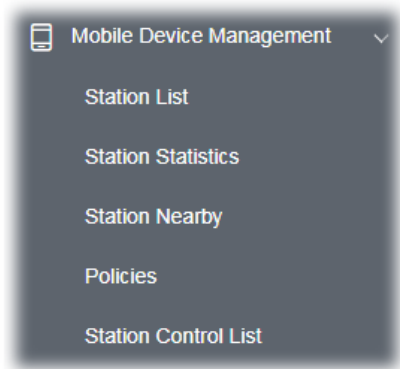 Mobile Device Management
Station List
Station Statistics
Station Nearby
Policies
Station Control List